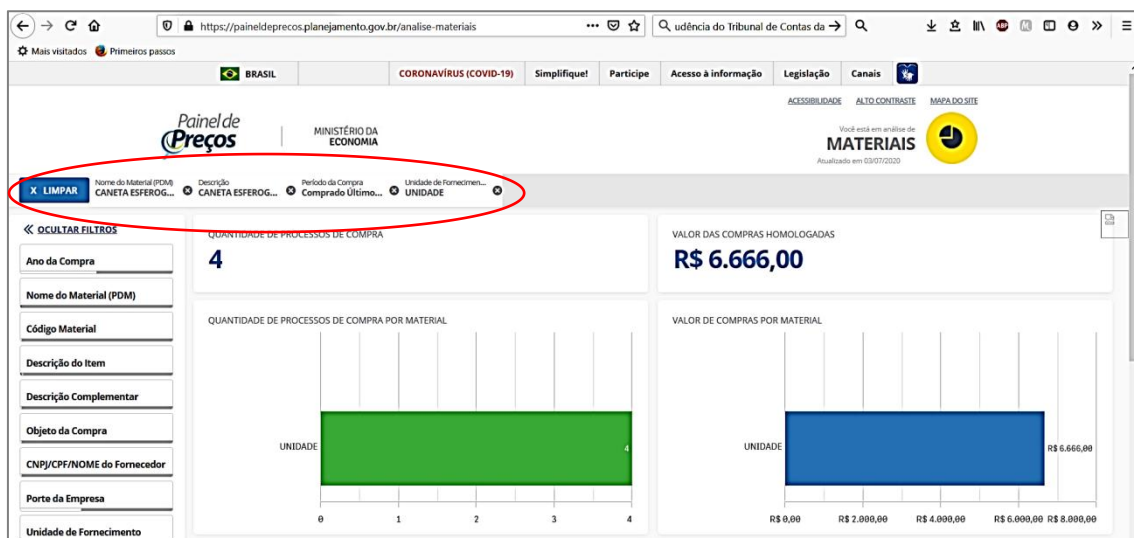 https://paineldeprecos.planejamento.gov.br/analise-materiais
udência do Tribunal de Contas da
Mais visitados Primeiros passos
BRASIL CORONAVÍRUS (COVID-19) Simplifique! Participe Acesso à informação Legislação Canais
ACESSIBILIDADE ALTO CONTRASTE MAPA DO SITE
Painel de
Preços
MINISTÉRIO DA
ECONOMIA
Você está em análise de
MATERIAIS
Atualizado em 03/07/2020
X LIMPAR
Nome do Material (PDM)
CANETA ESFEROG...
Descrição
CANETA ESFEROG...
Período da Compra
Comprado Último...
Unidade de Fornecimen...
UNIDADE
OCULTAR FILTROS
Ano da Compra
Nome do Material (PDM)
Código Material
Descrição do Item
Descrição Complementar
Objeto da Compra
CNPJ/CPF/NOME do Fornecedor
Porte da Empresa
Unidade de Fornecimento
QUANTIDADE DE PROCESSOS DE COMPRA
4
VALOR DAS COMPRAS HOMOLOGADAS
R$ 6.666,00
QUANTIDADE DE PROCESSOS DE COMPRA POR MATERIAL
UNIDADE
4
0 1 2 3 4
VALOR DE COMPRAS POR MATERIAL
UNIDADE
R$ 6.666,00
R$ 0,00 R$ 2.000,00 R$ 4.000,00 R$ 6.000,00 R$ 8.000,00